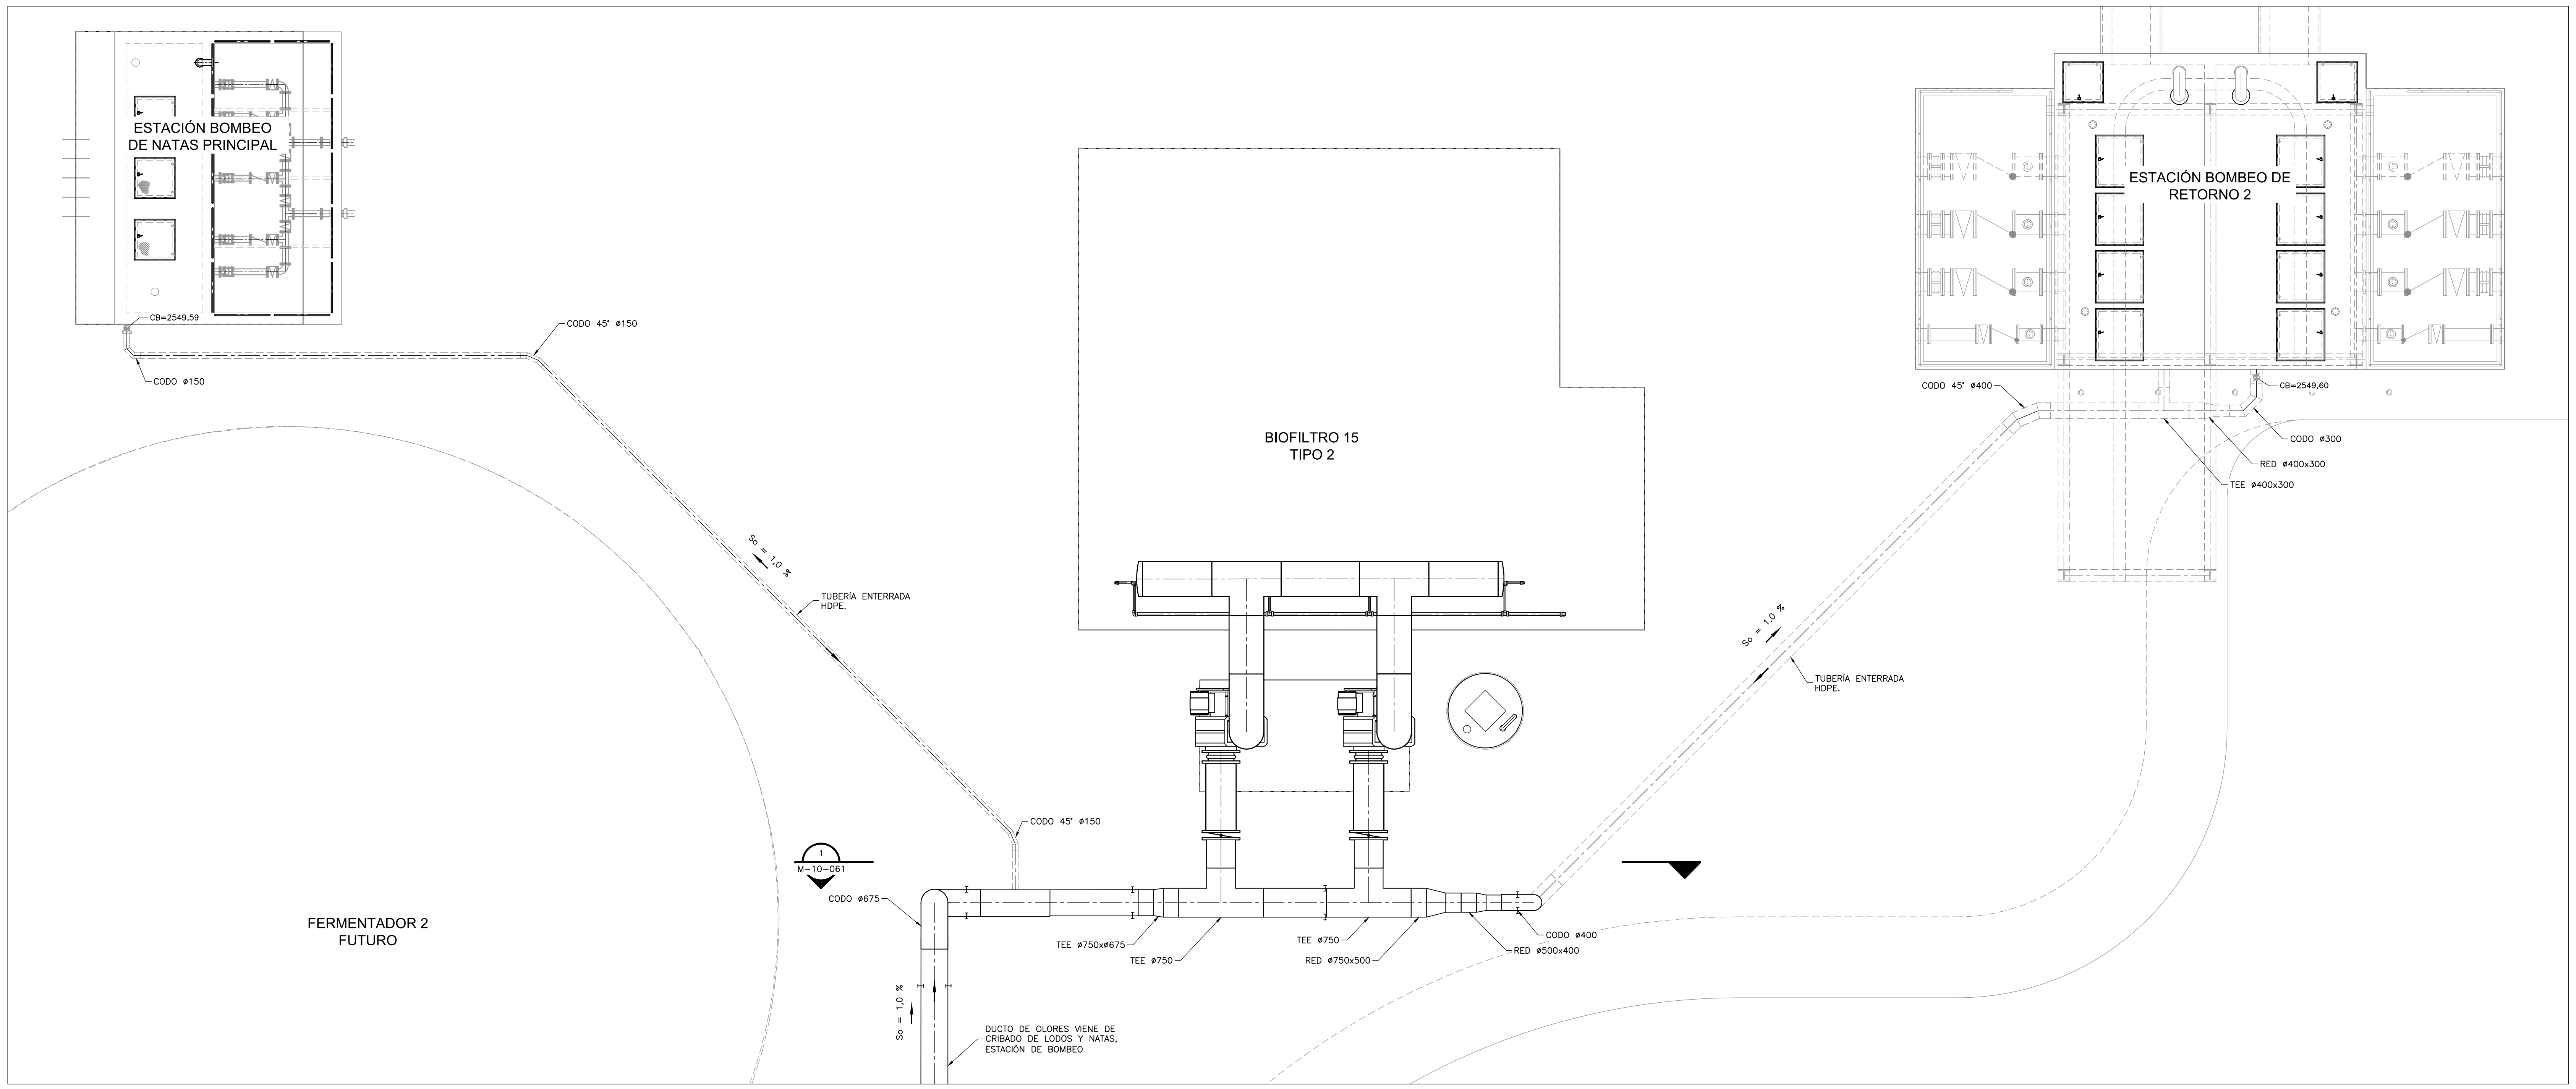 ESTACIÓN BOMBEO
DE NATAS PRINCIPAL
ESTACIÓN BOMBEO DE
RETORNO 2
CB=2549,59
CODO 45° ø150
CODO ø150
CODO 45° ø400
CB=2549,60
CODO ø300
RED ø400x300
TEE ø400x300
BIOFILTRO 15
TIPO 2
So = 1,0 %
TUBERÍA ENTERRADA
HDPE.
So = 1,0 %
TUBERÍA ENTERRADA
HDPE.
CODO 45° ø150
1
M-10-061
CODO ø675
FERMENTADOR 2
FUTURO
TEE ø750xø675
TEE ø750
TEE ø750
RED ø750x500
CODO ø400
RED ø500x400
So = 1,0 %
DUCTO DE OLORES VIENE DE
CRIBADO DE LODOS Y NATAS,
ESTACIÓN DE BOMBEO